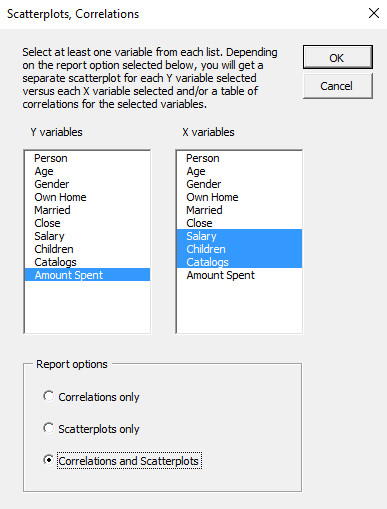 Scatterplots, Correlations
Select at least one variable from each list. Depending
on the report option selected below, you will get a
separate scatterplot for each Y variable selected
versus each X variable selected and/or a table of
correlations for the selected variables.
OK
Cancel
Y variables
Person
Age
Gender
Own Home
Married
Close
Salary
Children
Catalogs
Amount Spent
X variables
Person
Age
Gender
Own Home
Married
Close
Salary
Children
Catalogs
Amount Spent
Report options
Correlations only
Scatterplots only
Correlations and Scatterplots